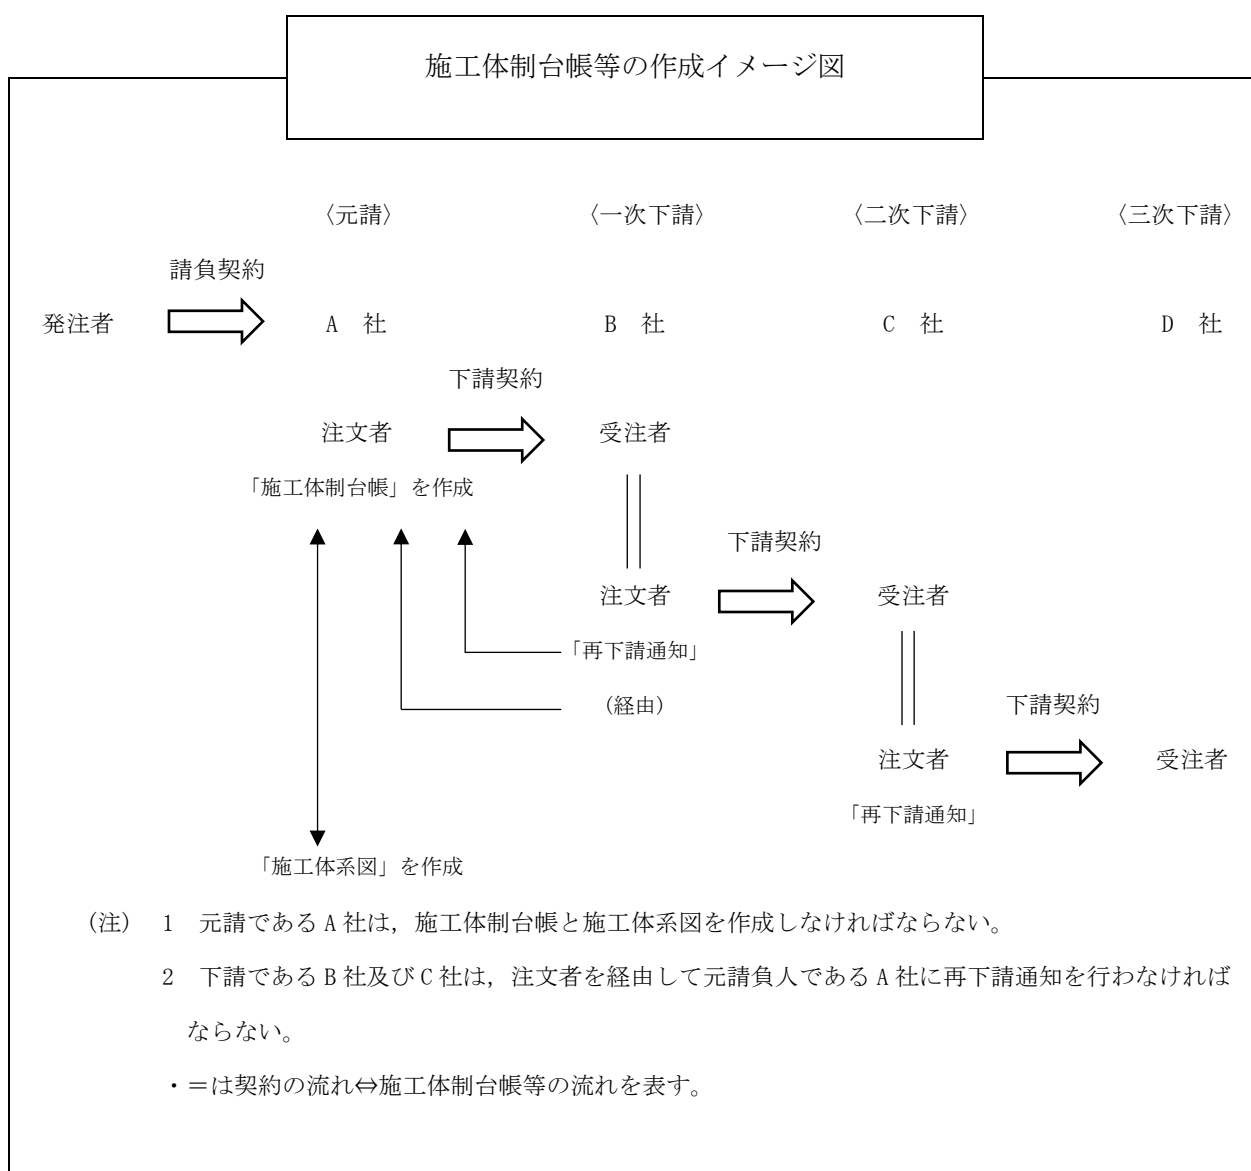 施工体制台帳等の作成イメージ図
〈元請〉 〈一次下請〉 〈二次下請〉 〈三次下請〉
請負契約
発注者 A 社 B 社 C 社 D 社
下請契約
注文者 受注者
「施工体制台帳」を作成
下請契約
注文者 受注者
「再下請通知」
(経由) 下請契約
注文者 受注者
「再下請通知」
「施工体系図」を作成
(注) 1 元請であるA社は，施工体制台帳と施工体系図を作成しなければならない。
2 下請であるB社及びC社は，注文者を経由して元請負人であるA社に再下請通知を行わなければ
ならない。
・＝は契約の流れ⇔施工体制台帳等の流れを表す。